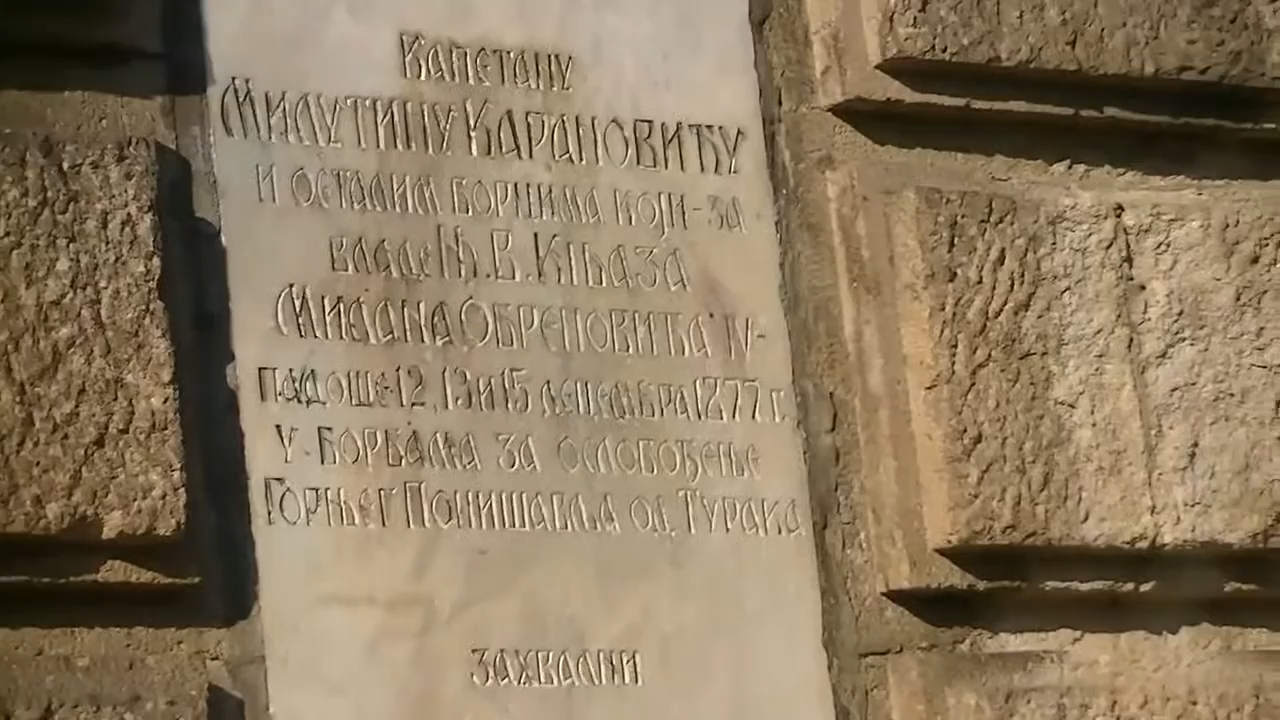 Капетану
Милутину Карановићу
и осталим борцима који - за
владе Њ. В. Књаза
Милана Обреновића IV -
падоше 12, 13 и 15 децембра 1877 г.
у борбама за ослобођење
Горњег Понишавља од Турака
захвални